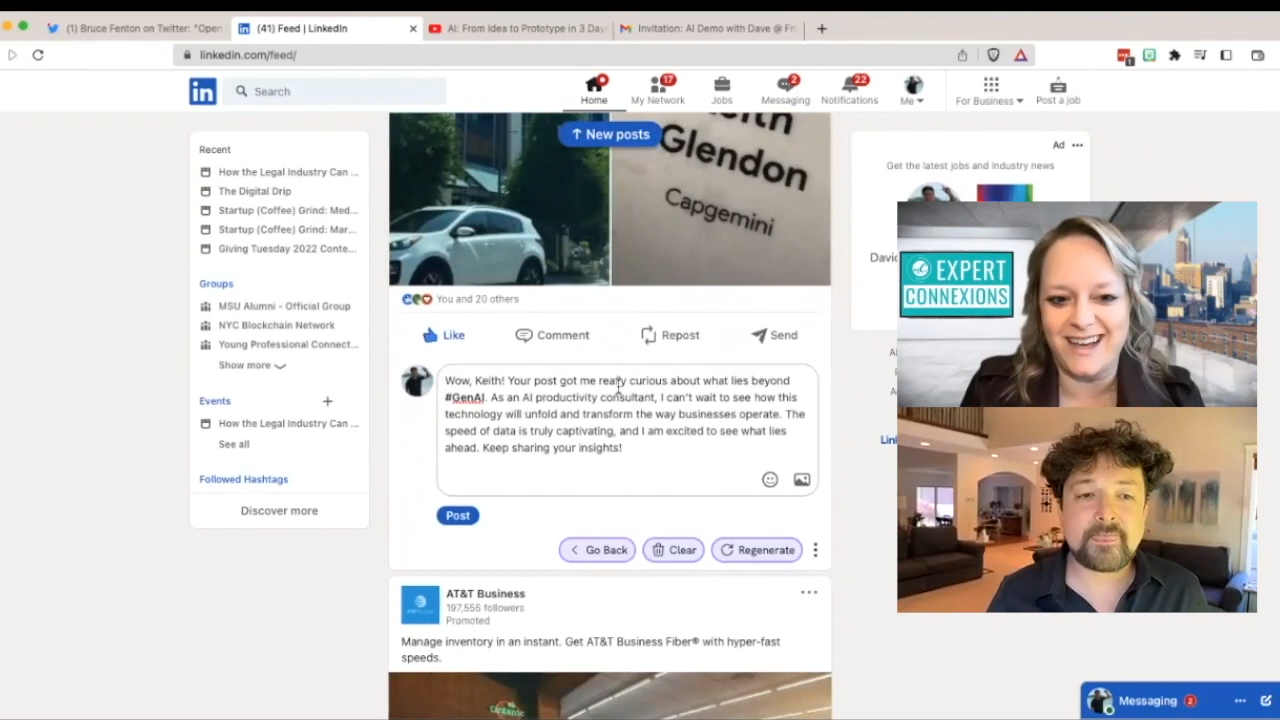 (1) Bruce Fenton on Twitter: "Open
(41) Feed | LinkedIn
AI: From Idea to Prototype in 3 Day
Invitation: AI Demo with Dave @ Fri
linkedin.com/feed/
1
in
Search
Home
17
My Network
Jobs
2
Messaging
22
Notifications
Me
For Business
Post a job
Recent
How the Legal Industry Can ...
The Digital Drip
Startup (Coffee) Grind: Med...
Startup (Coffee) Grind: Mar...
Giving Tuesday 2022 Conte...
Groups
MSU Alumni - Official Group
NYC Blockchain Network
Young Professional Connect...
Show more
Events
How the Legal Industry Can ...
See all
Followed Hashtags
Discover more
↑ New posts
Keith
Glendon
Capgemini
You and 20 others
Like
Comment
Repost
Send
Wow, Keith! Your post got me really curious about what lies beyond
#GenAI. As an AI productivity consultant, I can't wait to see how this
technology will unfold and transform the way businesses operate. The
speed of data is truly captivating, and I am excited to see what lies
ahead. Keep sharing your insights!
Post
Go Back
Clear
Regenerate
AT&T Business
197,555 followers
Promoted
Manage inventory in an instant. Get AT&T Business Fiber® with hyper-fast
speeds.
Organic
Ad
Get the latest jobs and industry news
Davi
EXPERT
CONNEXIONS
Messaging
2